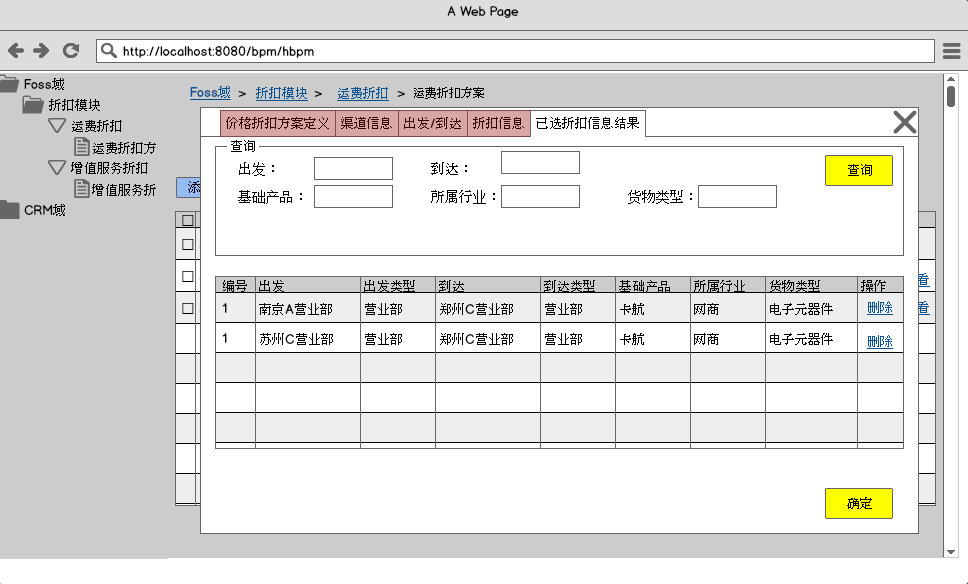 A Web Page
http://localhost:8080/bpm/hbpm
Foss域
折扣模块
运费折扣
运费折扣方
增值服务折扣
增值服务折
CRM域
Foss域 > 折扣模块 > 运费折扣 > 运费折扣方案
价格折扣方案定义 渠道信息 出发/到达 折扣信息 已选折扣信息结果
查询
出发： 到达： 查询
基础产品： 所属行业： 货物类型：
添
编号 出发 出发类型 到达 到达类型 基础产品 所属行业 货物类型 操作
1 南京A营业部 营业部 郑州C营业部 营业部 卡航 网商 电子元器件 删除
1 苏州C营业部 营业部 郑州C营业部 营业部 卡航 网商 电子元器件 删除
看
看
确定